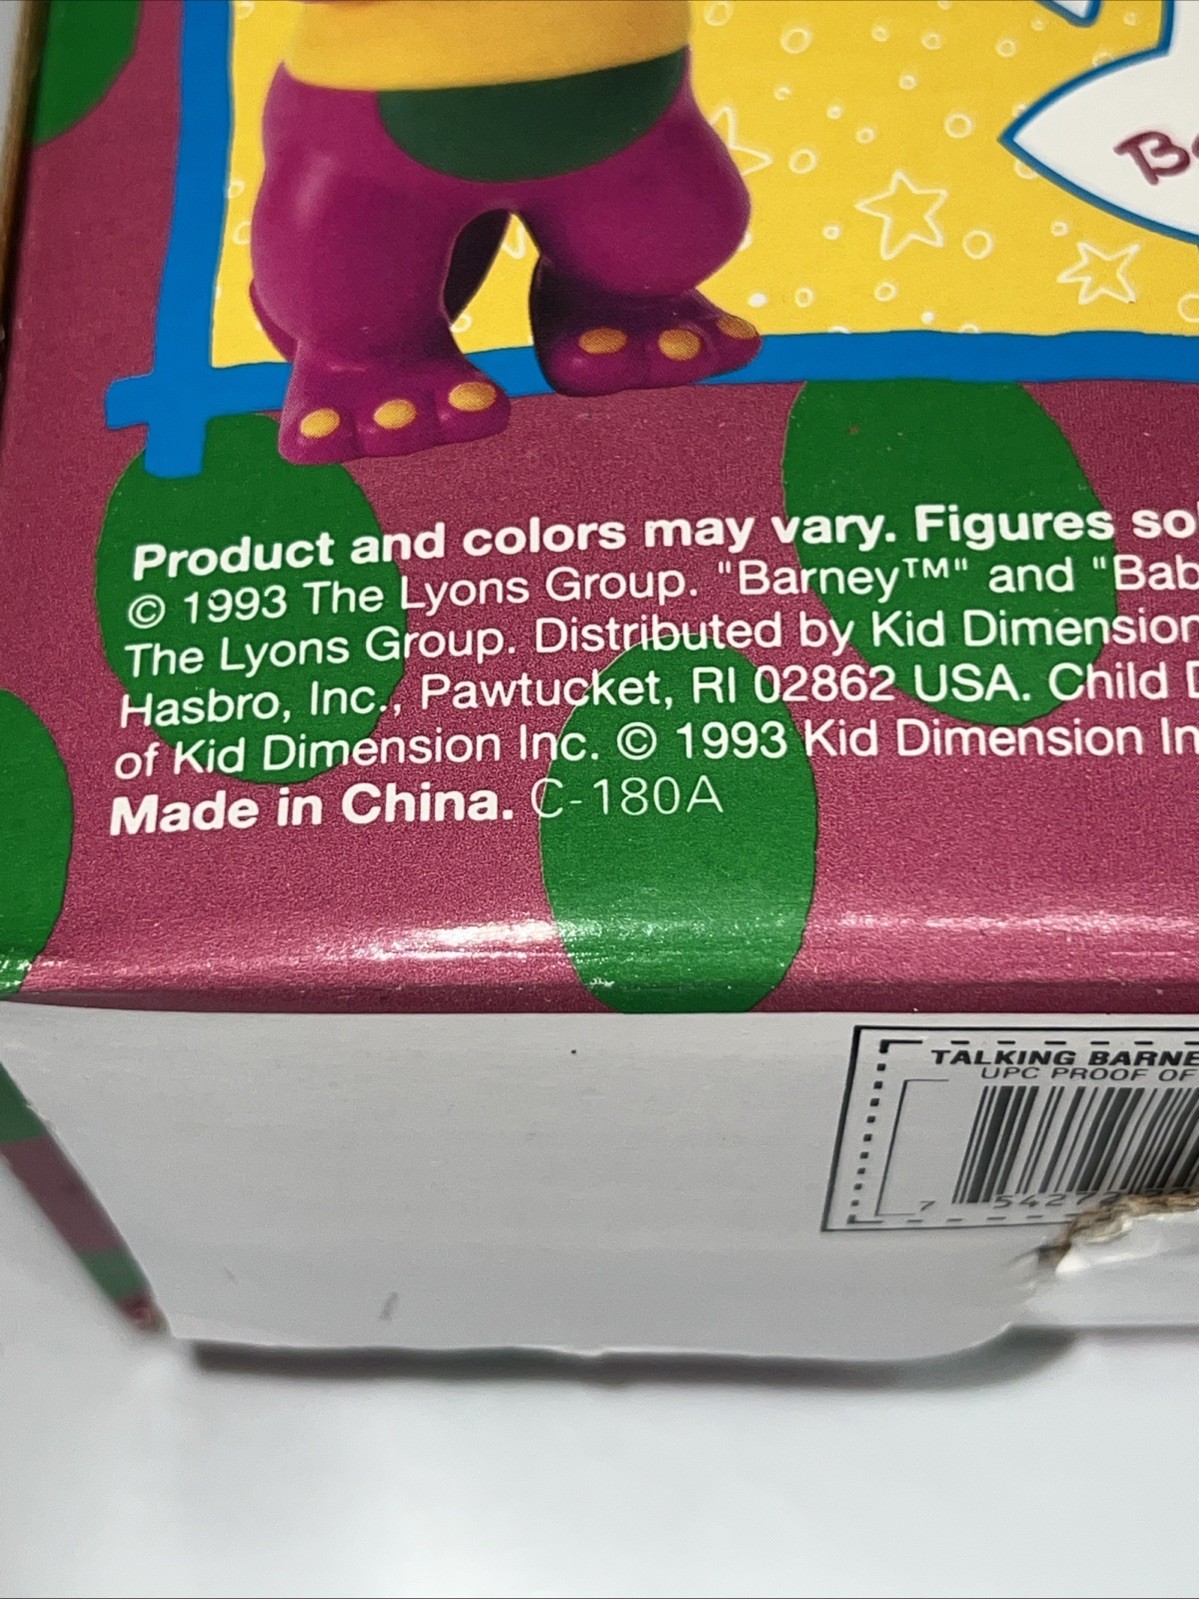 Product and colors may vary. Figures so
© 1993 The Lyons Group. "Barney™" and "Bab
The Lyons Group. Distributed by Kid Dimension
Hasbro, Inc., Pawtucket, RI 02862 USA. Child
of Kid Dimension Inc. © 1993 Kid Dimension In
Made in China. C-180A
TALKING BARNE
UPC PROOF OF
7 54272